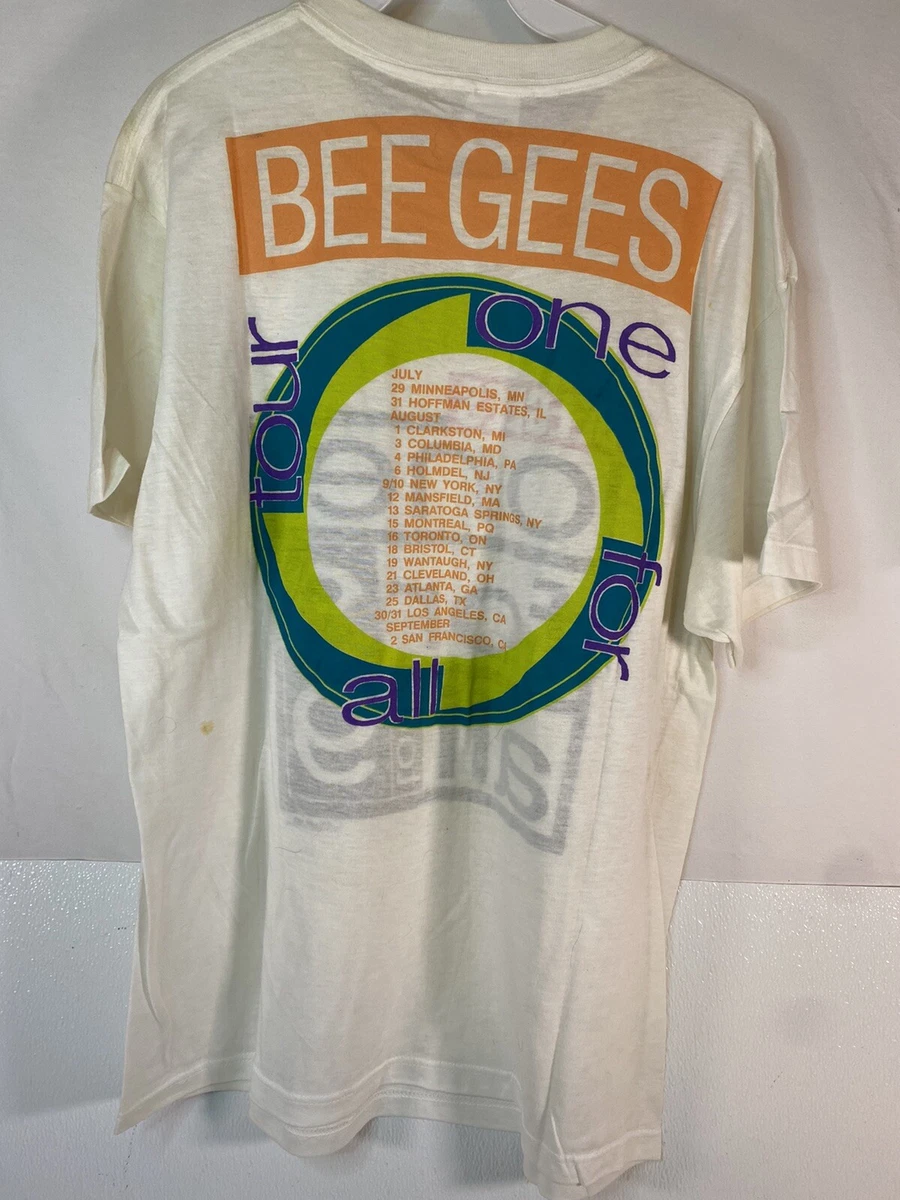 BEE GEES
one
for
all
tour
JULY
29 MINNEAPOLIS, MN
31 HOFFMAN ESTATES, IL
AUGUST
1 CLARKSTON, MI
3 COLUMBIA, MD
4 PHILADELPHIA, PA
6 HOLMDEL, NJ
9/10 NEW YORK, NY
12 MANSFIELD, MA
13 SARATOGA SPRINGS, NY
15 MONTREAL, PQ
16 TORONTO, ON
18 BRISTOL, CT
19 WANTAUGH, NY
21 CLEVELAND, OH
23 ATLANTA, GA
25 DALLAS, TX
30/31 LOS ANGELES, CA
SEPTEMBER
2 SAN FRANCISCO,